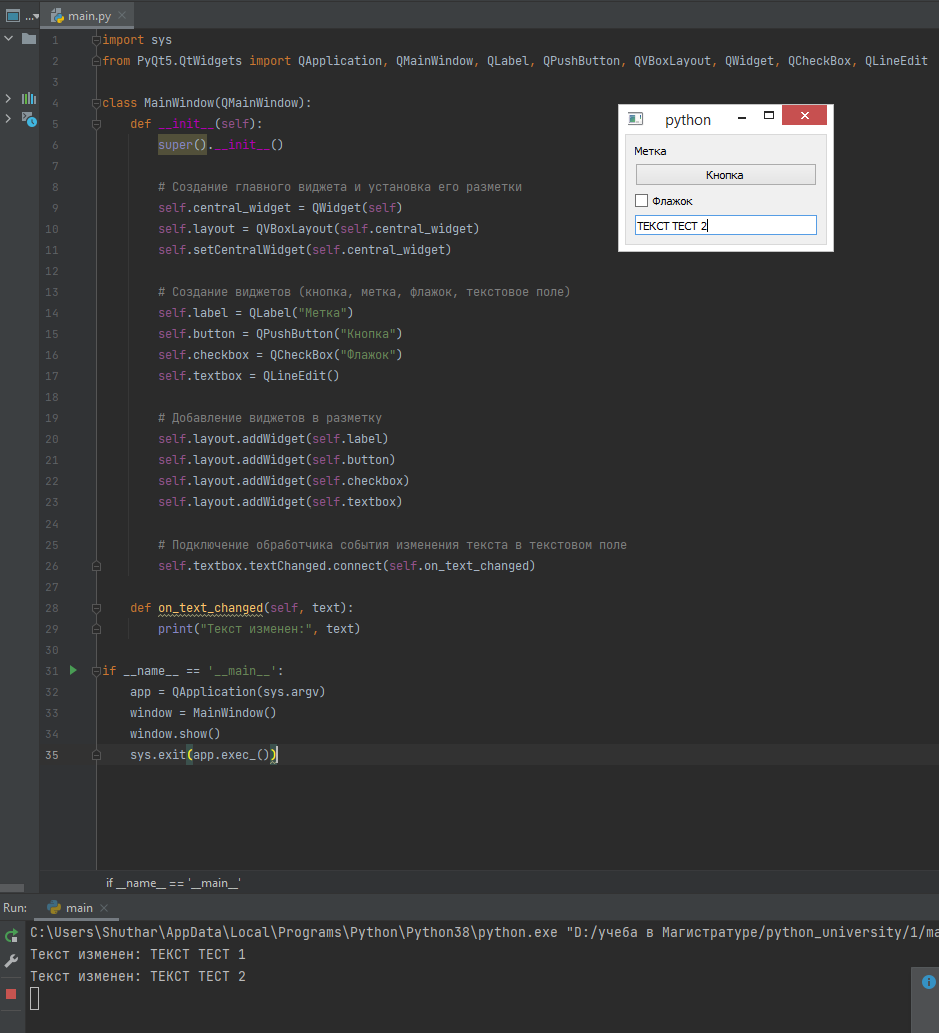 main.py
1 import sys
2 from PyQt5.QtWidgets import QApplication, QMainWindow, QLabel, QPushButton, QVBoxLayout, QWidget, QCheckBox, QLineEdit
3
4 class MainWindow(QMainWindow):
5 def __init__(self):
6 super().__init__()
7
8 # Создание главного виджета и установка его разметки
9 self.central_widget = QWidget(self)
10 self.layout = QVBoxLayout(self.central_widget)
11 self.setCentralWidget(self.central_widget)
12
13 # Создание виджетов (кнопка, метка, флажок, текстовое поле)
14 self.label = QLabel("Метка")
15 self.button = QPushButton("Кнопка")
16 self.checkbox = QCheckBox("Флажок")
17 self.textbox = QLineEdit()
18
19 # Добавление виджетов в разметку
20 self.layout.addWidget(self.label)
21 self.layout.addWidget(self.button)
22 self.layout.addWidget(self.checkbox)
23 self.layout.addWidget(self.textbox)
24
25 # Подключение обработчика события изменения текста в текстовом поле
26 self.textbox.textChanged.connect(self.on_text_changed)
27
28 def on_text_changed(self, text):
29 print("Текст изменен:", text)
30
31 if __name__ == '__main__':
32 app = QApplication(sys.argv)
33 window = MainWindow()
34 window.show()
35 sys.exit(app.exec_())
python
Метка
Кнопка
Флажок
ТЕКСТ ТЕСТ 2
if __name__ == '__main__'
Run: main
C:\Users\Shuthar\AppData\Local\Programs\Python\Python38\python.exe "D:/учеба в Магистратуре/python_university/1/ma
Текст изменен: ТЕКСТ ТЕСТ 1
Текст изменен: ТЕКСТ ТЕСТ 2